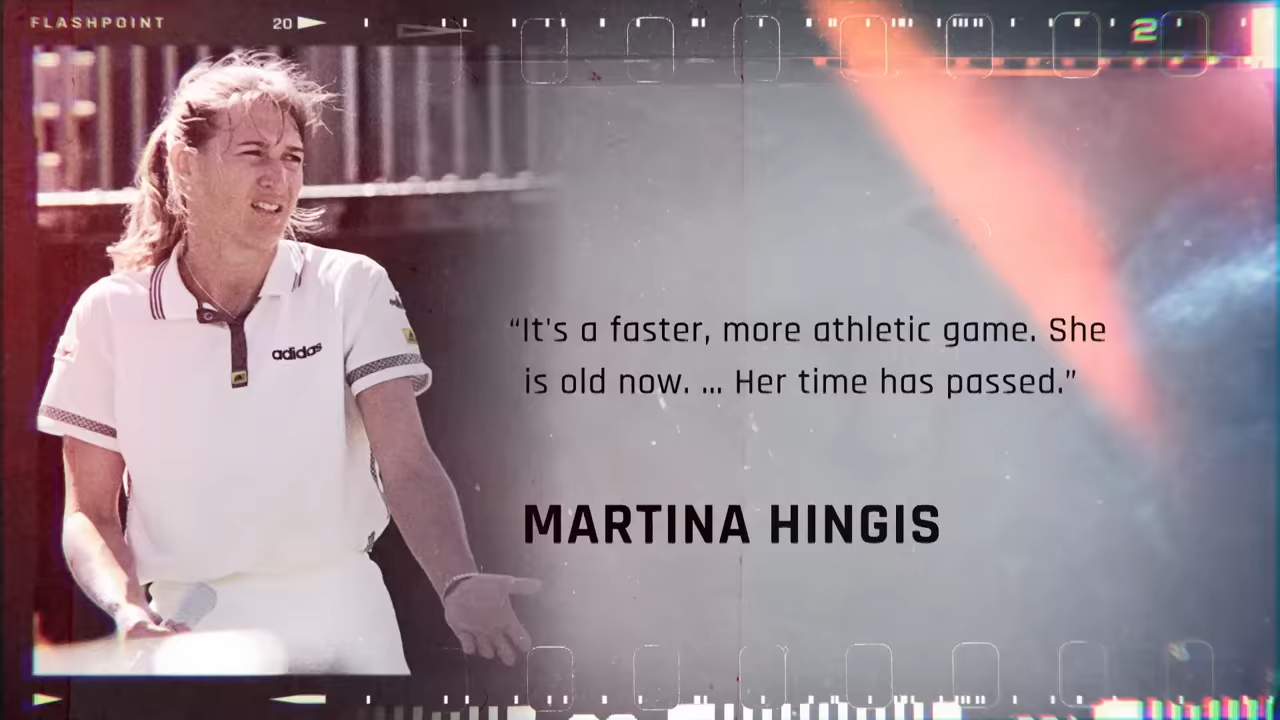 FLASHPOINT
20
2
adidas
“It's a faster, more athletic game. She
is old now. ... Her time has passed.”
MARTINA HINGIS